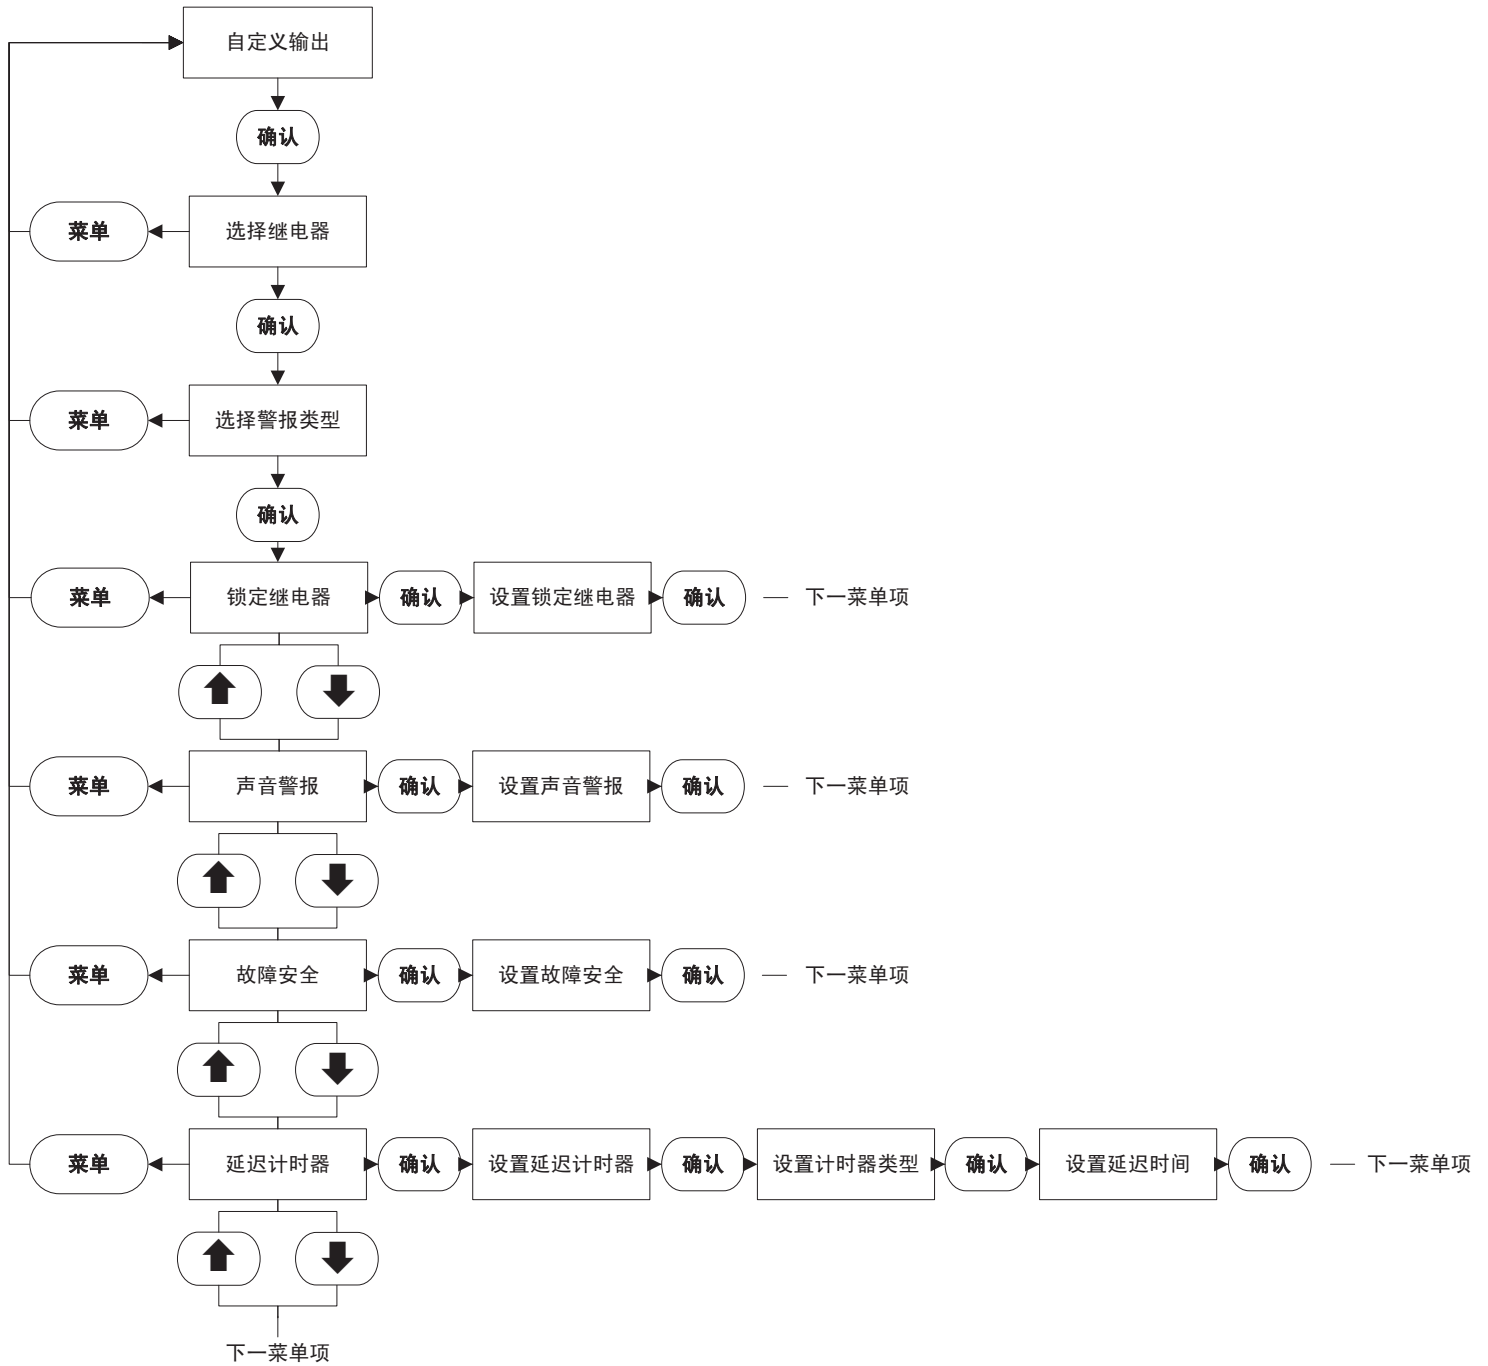 自定义输出
确认
菜单
选择继电器
确认
菜单
选择警报类型
确认
菜单
锁定继电器
确认
设置锁定继电器
确认
下一菜单项
菜单
声音警报
确认
设置声音警报
确认
下一菜单项
菜单
故障安全
确认
设置故障安全
确认
下一菜单项
菜单
延迟计时器
确认
设置延迟计时器
确认
设置计时器类型
确认
设置延迟时间
确认
下一菜单项
下一菜单项